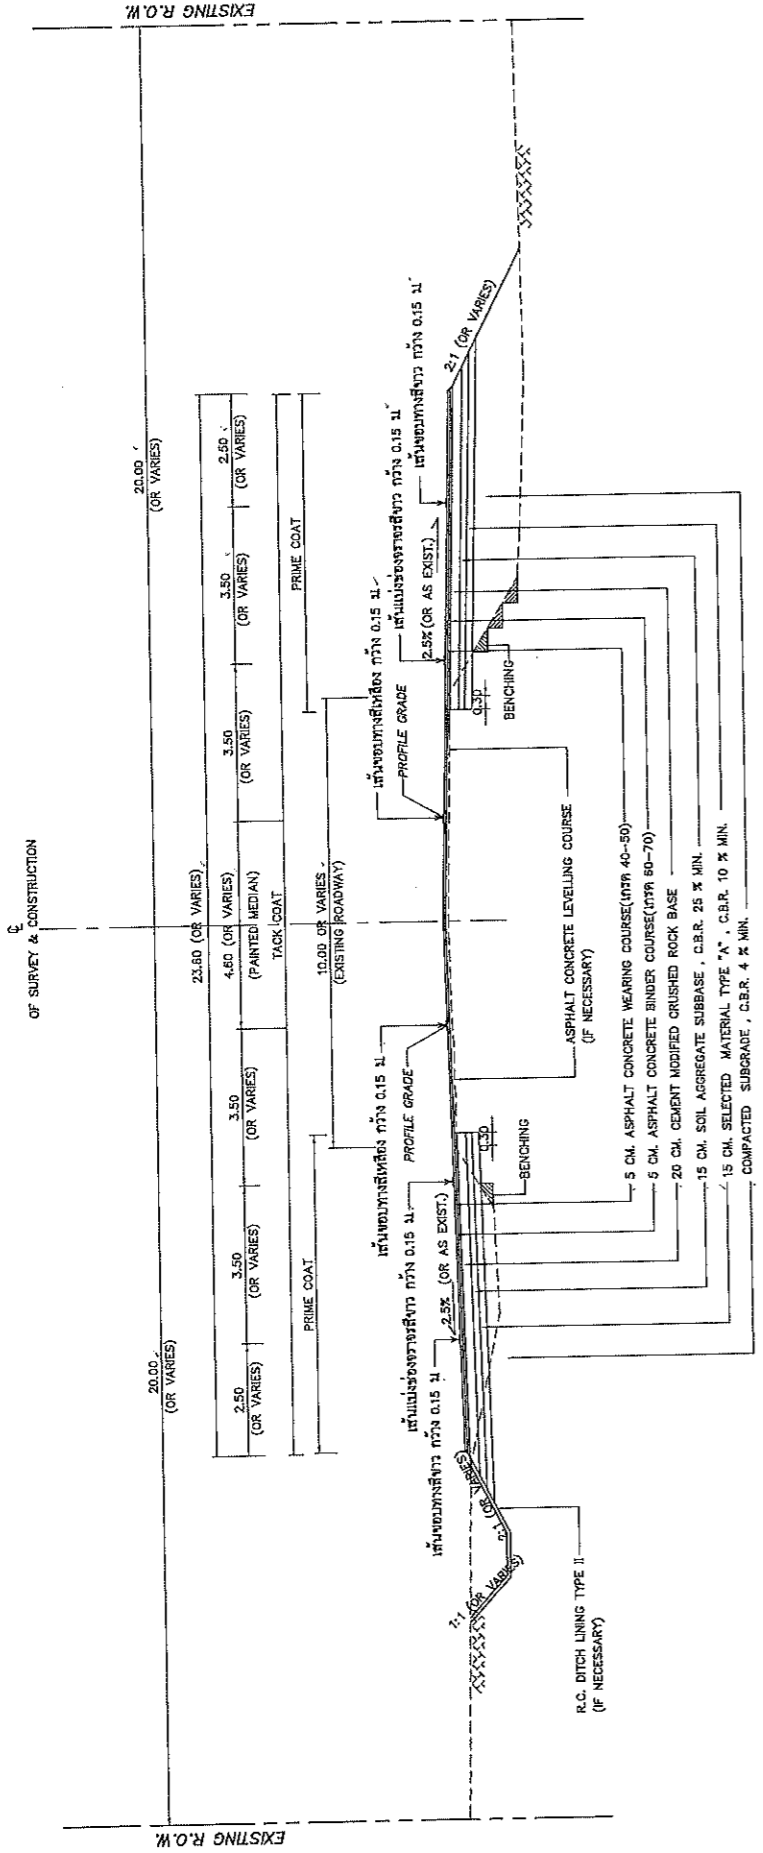 OF SURVEY & CONSTRUCTION
EXISTING R.O.W.
EXISTING R.O.W.
20.00
(OR VARIES)
20.00
(OR VARIES)
23.60 (OR VARIES)
2.50
(OR VARIES)
3.50
(OR VARIES)
3.50
(OR VARIES)
4.60 (OR VARIES)
(PAINTED MEDIAN)
3.50
(OR VARIES)
3.50
(OR VARIES)
2.50
(OR VARIES)
TACK COAT
PRIME COAT
PRIME COAT
10.00 OR VARIES
(EXISTING ROADWAY)
เส้นขอบทางสีเหลือง กว้าง 0.15 ม
PROFILE GRADE
เส้นแบ่งช่องจราจรสีขาว กว้าง 0.15 ม
2.5% (OR AS EXIST.)
เส้นขอบทางสีขาว กว้าง 0.15 ม
เส้นขอบทางสีเหลือง กว้าง 0.15 ม
PROFILE GRADE
เส้นแบ่งช่องจราจรสีขาว กว้าง 0.15 ม
2.5% (OR AS EXIST.)
เส้นขอบทางสีขาว กว้าง 0.15 ม
2:1 (OR VARIES)
(OR VARIES)
1:1 (OR VARIES)
0.30
BENCHING
0.30
BENCHING
ASPHALT CONCRETE LEVELLING COURSE
(IF NECESSARY)
R.C. DITCH LINING TYPE II
(IF NECESSARY)
5 CM. ASPHALT CONCRETE WEARING COURSE(เกรด 40-50)
5 CM. ASPHALT CONCRETE BINDER COURSE(เกรด 60-70)
20 CM. CEMENT MODIFIED CRUSHED ROCK BASE
15 CM. SOIL AGGREGATE SUBBASE , C.B.R. 25 % MIN.
15 CM. SELECTED MATERIAL TYPE "A" , C.B.R. 10 % MIN.
COMPACTED SUBGRADE , C.B.R. 4 % MIN.